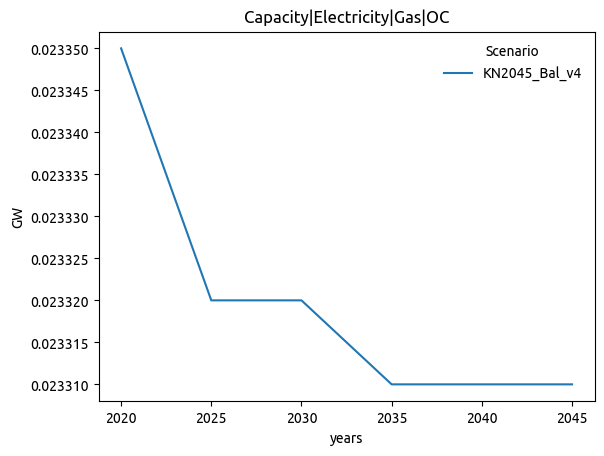 Capacity|Electricity|Gas|OC
Scenario
KN2045_Bal_v4
0.023350
0.023345
0.023340
0.023335
0.023330
0.023325
0.023320
0.023315
0.023310
GW
2020 2025 2030 2035 2040 2045
years